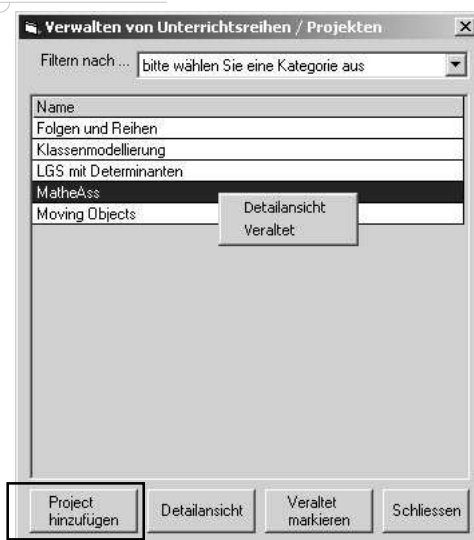 Verwalten von Unterrichtsreihen / Projekten
Filtern nach ... bitte wählen Sie eine Kategorie aus
Name
Folgen und Reihen
Klassenmodellierung
LGS mit Determinanten
MatheAss
Moving Objects
Detailansicht
Veraltet
Project
hinzufügen
Detailansicht
Veraltet
markieren
Schliessen